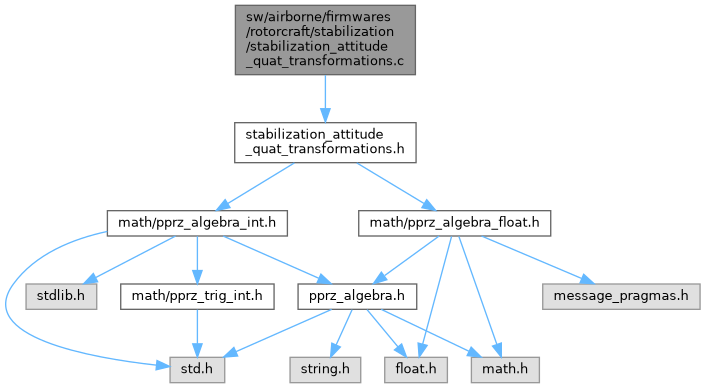 sw/airborne/firmwares
/rotorcraft/stabilization
/stabilization_attitude
_quat_transformations.c
stabilization_attitude
_quat_transformations.h
math/pprz_algebra_int.h
math/pprz_algebra_float.h
stdlib.h
math/pprz_trig_int.h
pprz_algebra.h
message_pragmas.h
std.h
string.h
float.h
math.h